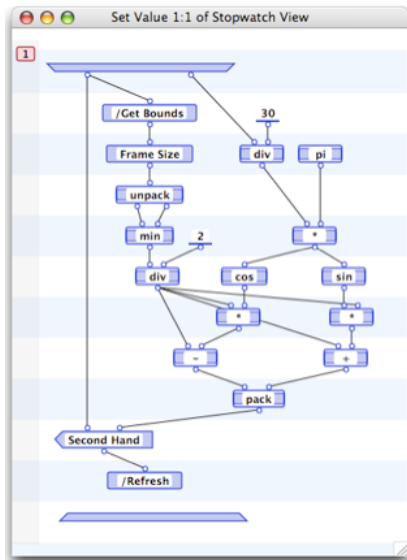 Set Value 1:1 of Stopwatch View
1
/Get Bounds
30
Frame Size
div
pi
unpack
min
2
*
div
cos
sin
*
*
-
+
pack
Second Hand
/Refresh